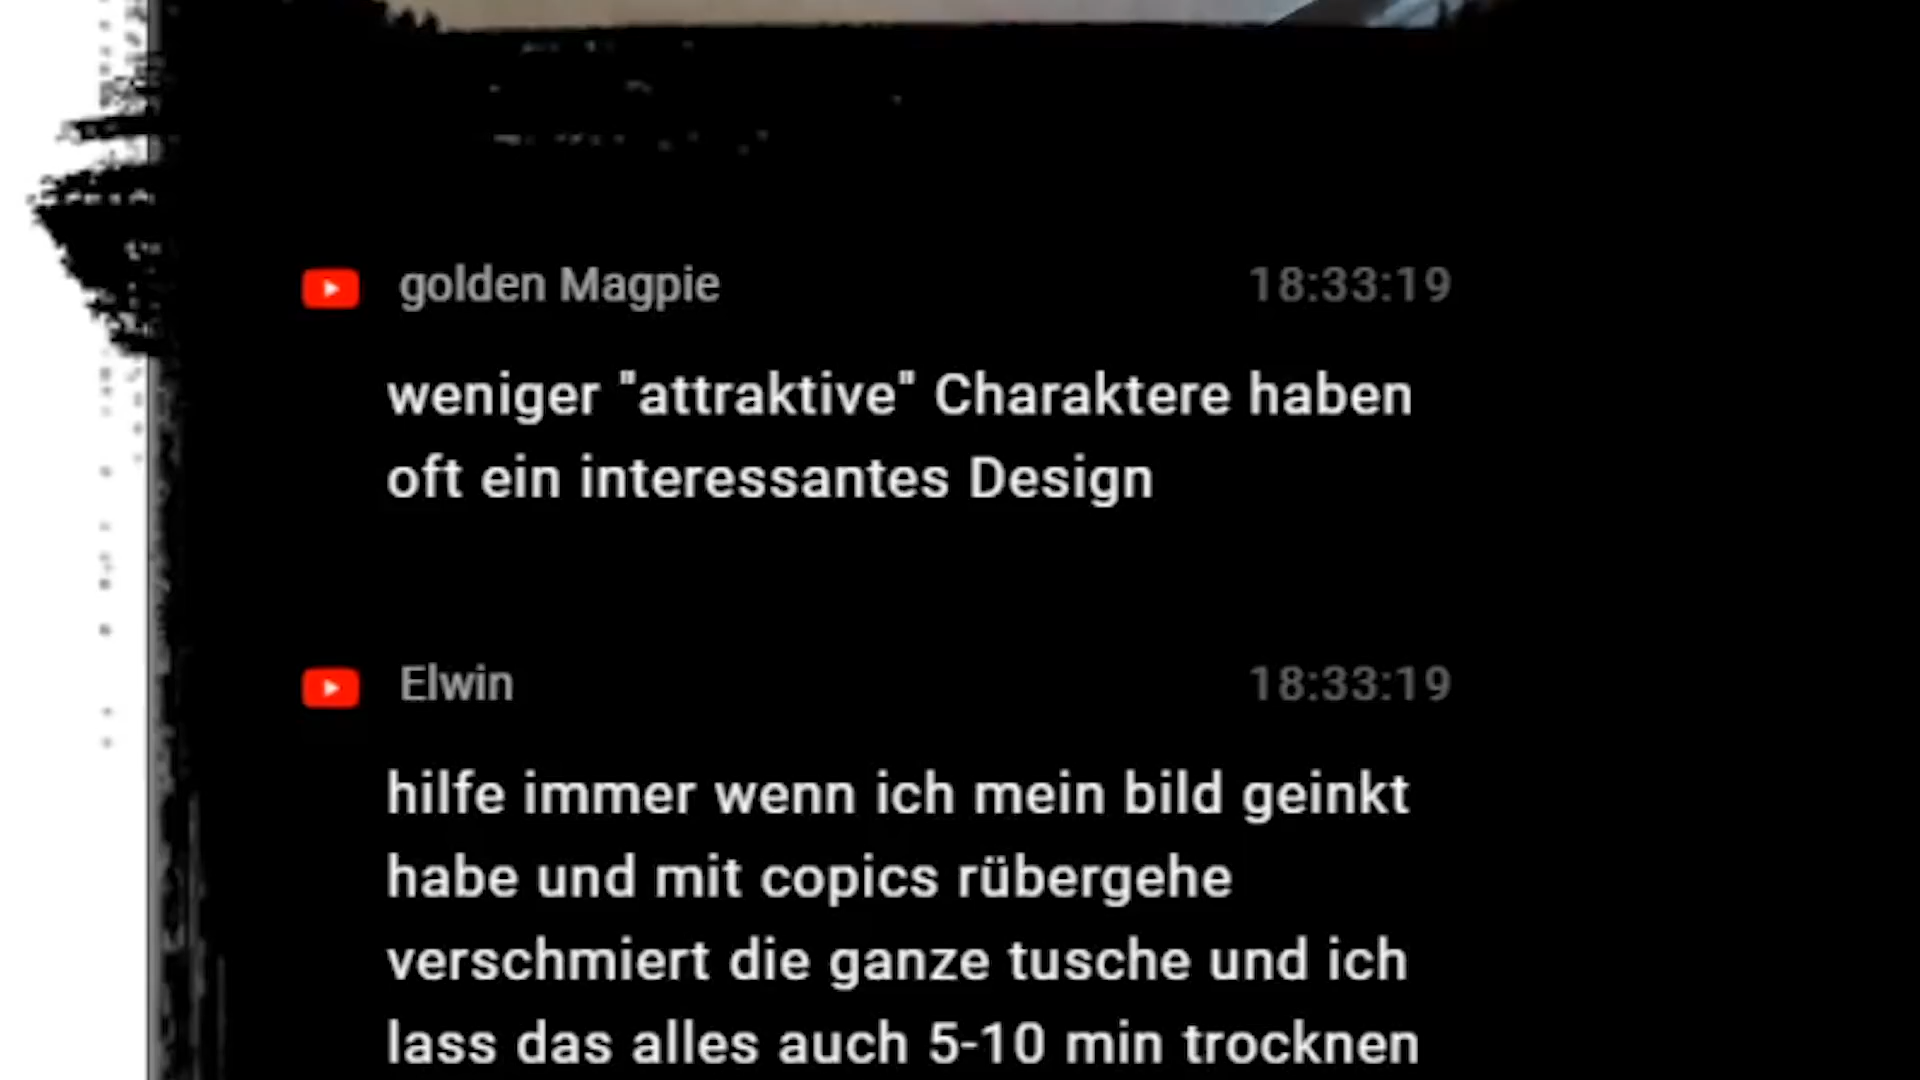 golden Magpie 18:33:19
weniger "attraktive" Charaktere haben
oft ein interessantes Design
Elwin 18:33:19
hilfe immer wenn ich mein bild geinkt
habe und mit copics rübergehe
verschmiert die ganze tusche und ich
lass das alles auch 5-10 min trocknen